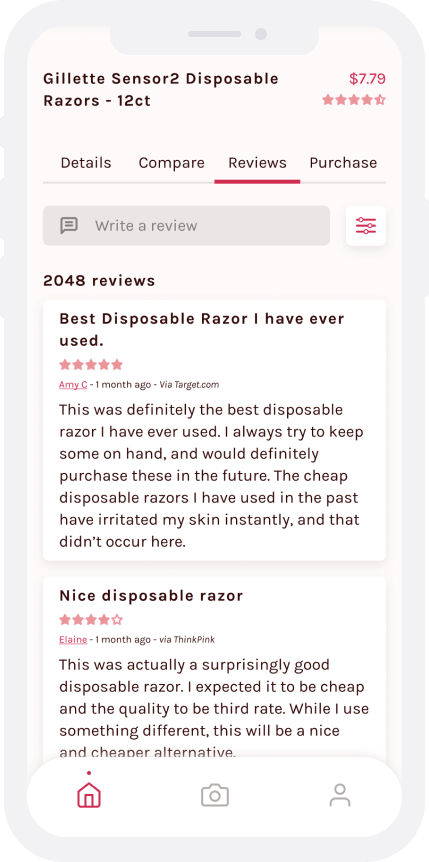 Gillette Sensor2 Disposable
Razors - 12ct
$7.79
Details Compare Reviews Purchase
Write a review
2048 reviews
Best Disposable Razor I have ever
used.
Amy C - 1 month ago - Via Target.com
This was definitely the best disposable
razor I have ever used. I always try to keep
some on hand, and would definitely
purchase these in the future. The cheap
disposable razors I have used in the past
have irritated my skin instantly, and that
didn’t occur here.
Nice disposable razor
Elaine - 1 month ago - via ThinkPink
This was actually a surprisingly good
disposable razor. I expected it to be cheap
and the quality to be third rate. While I use
something different, this will be a nice
and cheaper alternative.